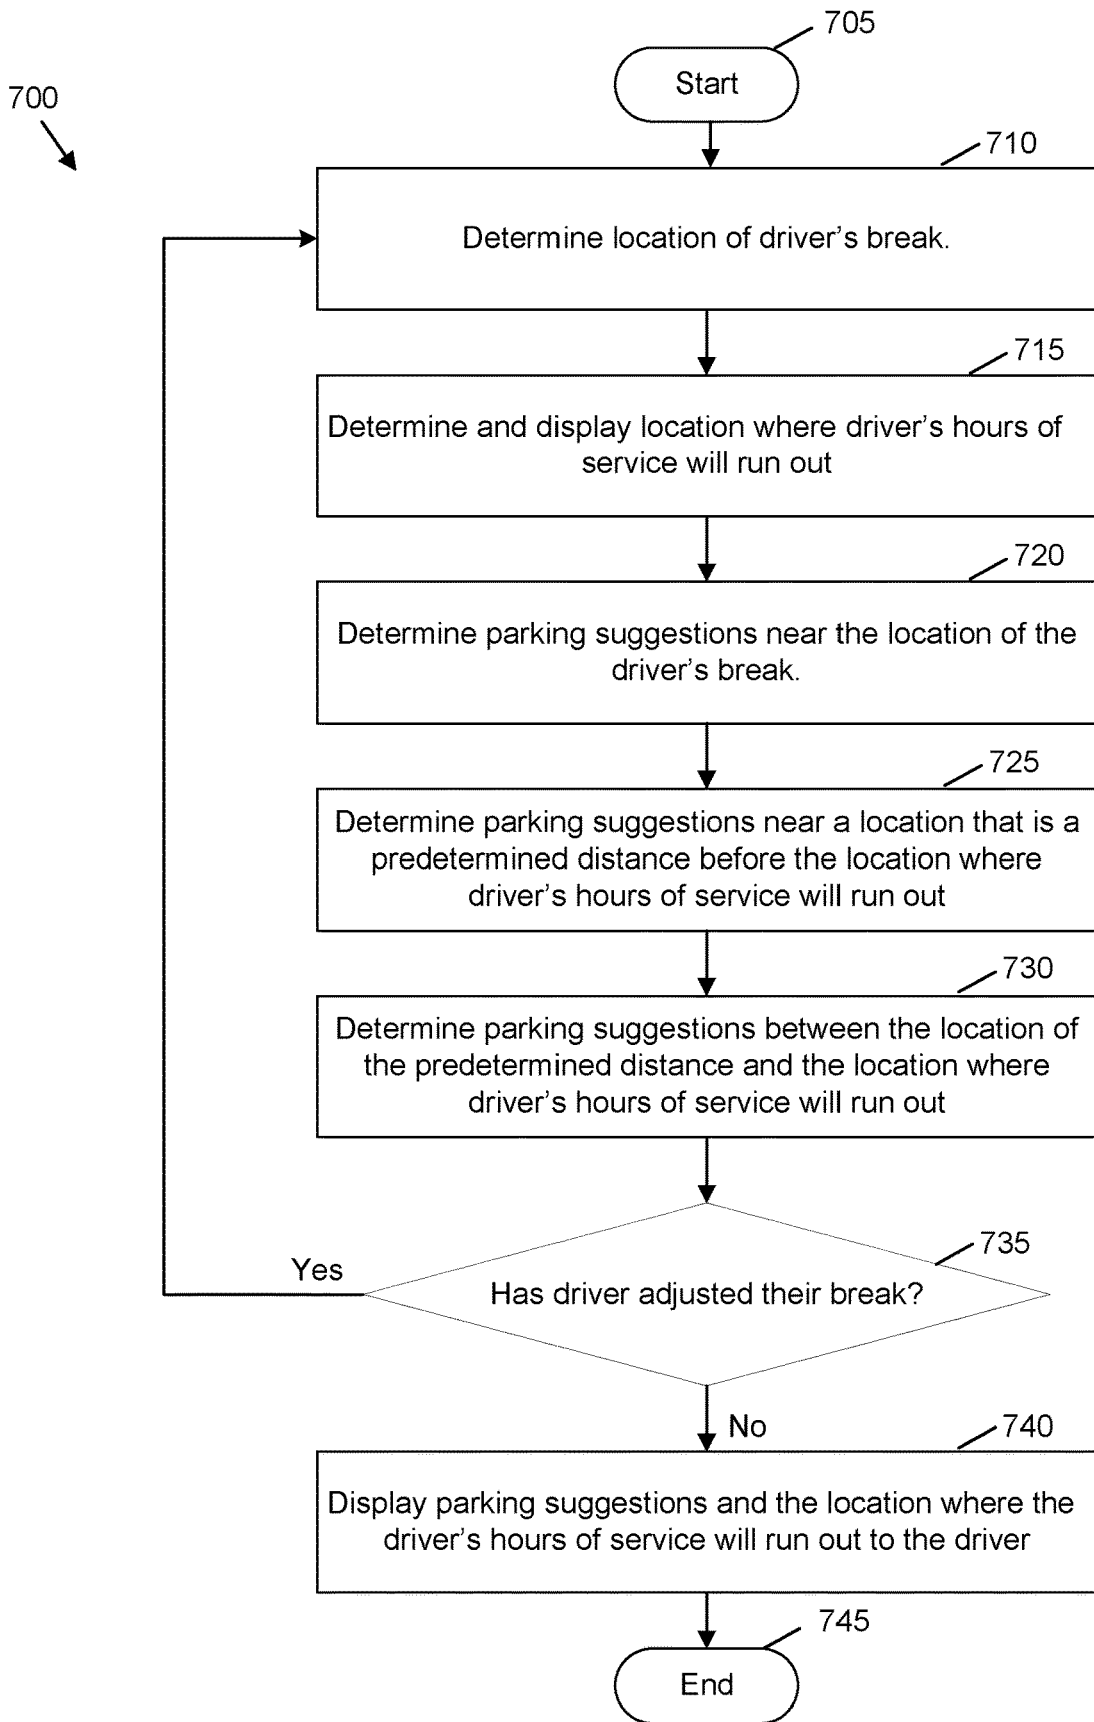 705
Start
700
710
Determine location of driver's break.
715
Determine and display location where driver's hours of
service will run out
720
Determine parking suggestions near the location of the
driver's break.
725
Determine parking suggestions near a location that is a
predetermined distance before the location where
driver's hours of service will run out
730
Determine parking suggestions between the location of
the predetermined distance and the location where
driver's hours of service will run out
735
Yes
Has driver adjusted their break?
No
740
Display parking suggestions and the location where the
driver's hours of service will run out to the driver
745
End